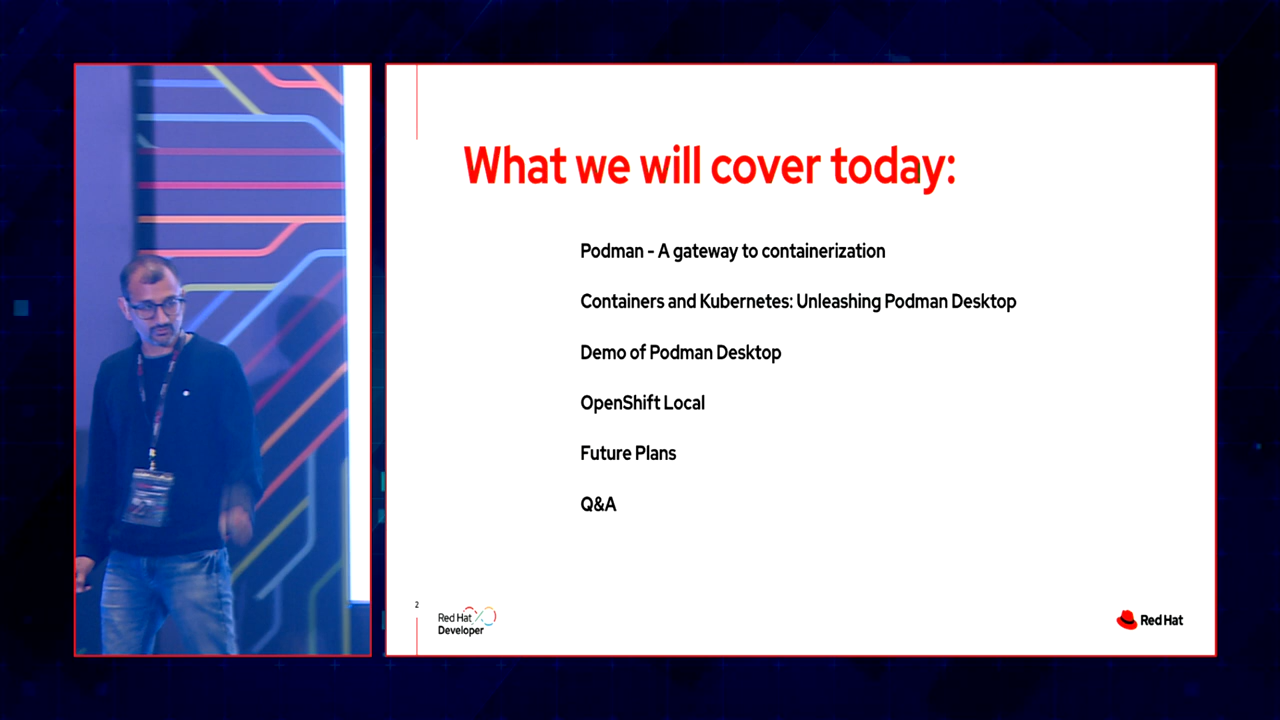 What we will cover today:
Podman - A gateway to containerization
Containers and Kubernetes: Unleashing Podman Desktop
Demo of Podman Desktop
OpenShift Local
Future Plans
Q&A
2
Red Hat
Developer
Red Hat